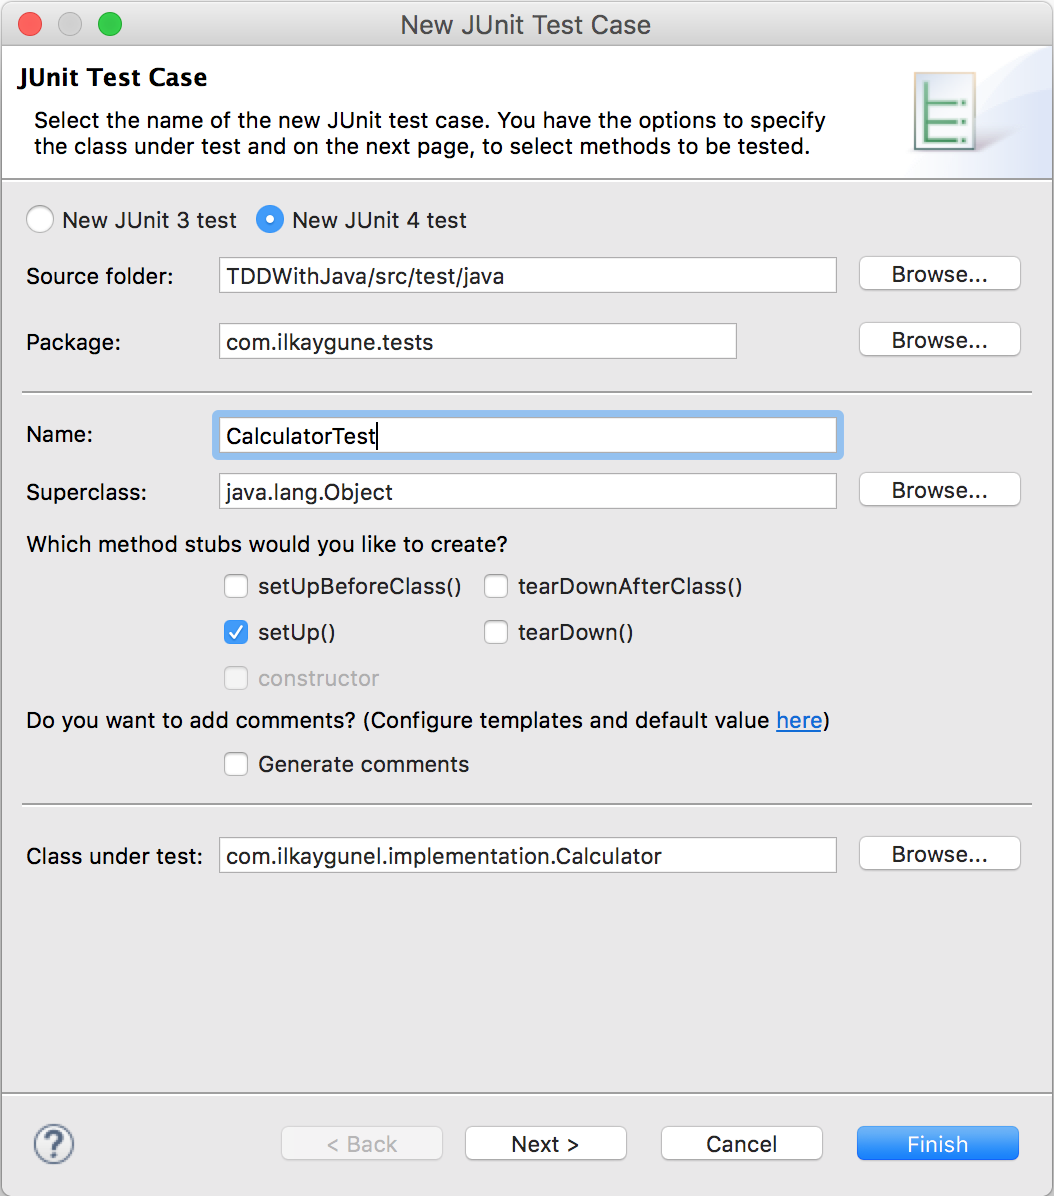 New JUnit Test Case
JUnit Test Case
Select the name of the new JUnit test case. You have the options to specify
the class under test and on the next page, to select methods to be tested.
New JUnit 3 test New JUnit 4 test
Source folder: TDDWithJava/src/test/java Browse...
Package: com.ilkaygune.tests Browse...
Name: CalculatorTest
Superclass: java.lang.Object Browse...
Which method stubs would you like to create?
setUpBeforeClass() tearDownAfterClass()
setUp() tearDown()
constructor
Do you want to add comments? (Configure templates and default value here)
Generate comments
Class under test: com.ilkaygunel.implementation.Calculator Browse...
? < Back Next > Cancel Finish